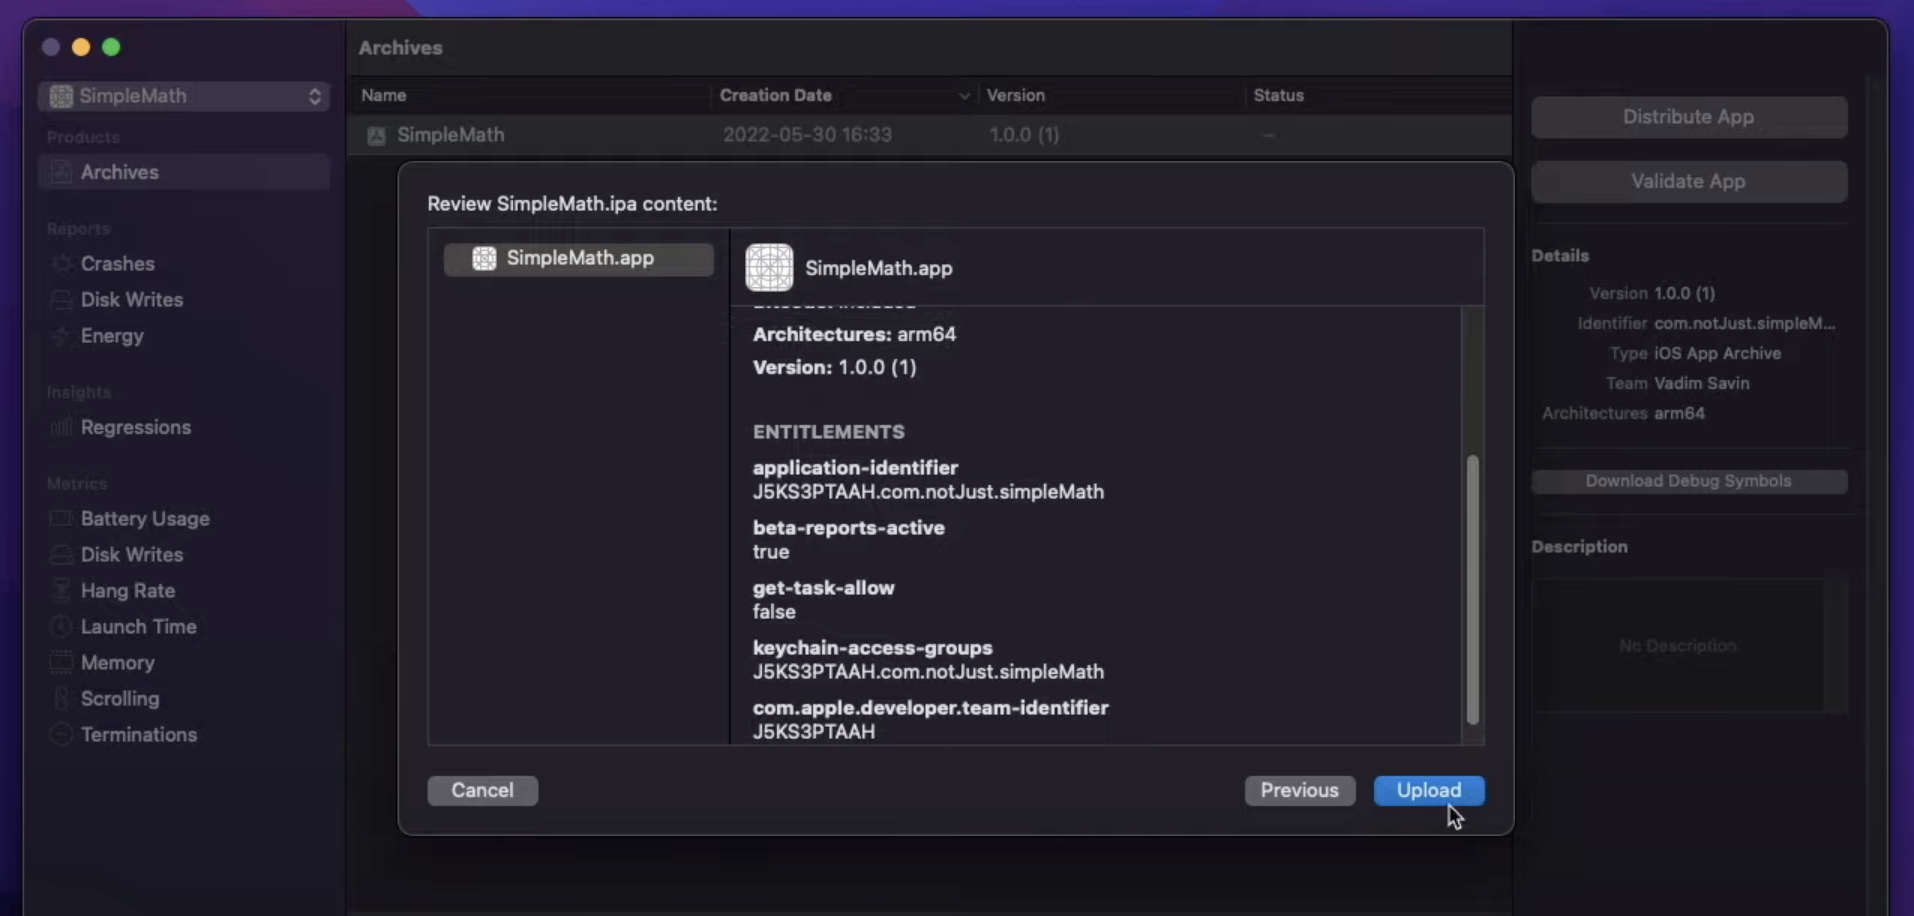 Archives
SimpleMath
Name
Creation Date
Version
Status
SimpleMath
2022-05-30 16:33
1.0.0 (1)
–
Products
Archives
Reports
Crashes
Disk Writes
Energy
Insights
Regressions
Metrics
Battery Usage
Disk Writes
Hang Rate
Launch Time
Memory
Scrolling
Terminations
Review SimpleMath.ipa content:
SimpleMath.app
SimpleMath.app
Architectures: arm64
Version: 1.0.0 (1)
ENTITLEMENTS
application-identifier
J5KS3PTAAH.com.notJust.simpleMath
beta-reports-active
true
get-task-allow
false
keychain-access-groups
J5KS3PTAAH.com.notJust.simpleMath
com.apple.developer.team-identifier
J5KS3PTAAH
Cancel
Previous
Upload
Distribute App
Validate App
Details
Version 1.0.0 (1)
Identifier com.notJust.simpleM...
Type iOS App Archive
Team Vadim Savin
Architectures arm64
Download Debug Symbols
Description
No Description